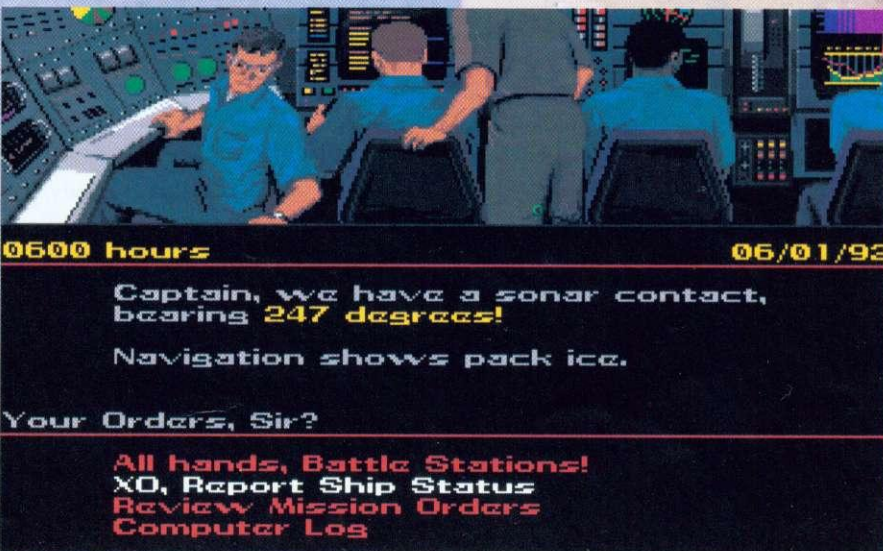 0600 hours 06/01/92
Captain, we have a sonar contact,
bearing 247 degrees!
Navigation shows pack ice.
Your Orders, Sir?
All hands, Battle Stations!
XO, Report Ship Status
Review Mission Orders
Computer Log